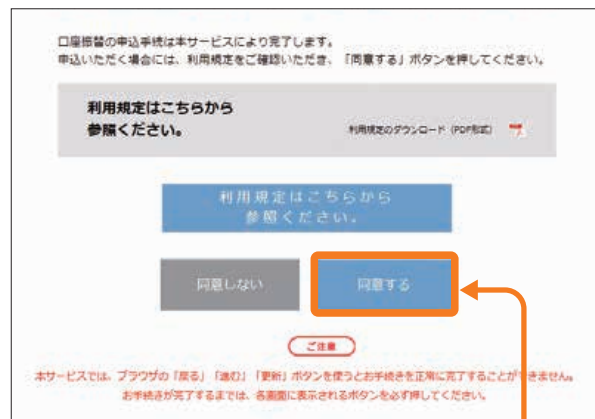 口座振替の申込手続は本サービスにより完了します。
申込いただく場合には、利用規定をご確認いただき、「同意する」ボタンを押してください。
利用規定はこちらから
参照ください。
利用規定のダウンロード（PDF形式）
利用規定はこちらから
参照ください。
同意しない
同意する
ご注意
本サービスでは、ブラウザの「戻る」「進む」「更新」ボタンを使うとお手続きを正常に完了することができません。
お手続きが完了するまでは、各画面に表示されるボタンを必ず押してください。